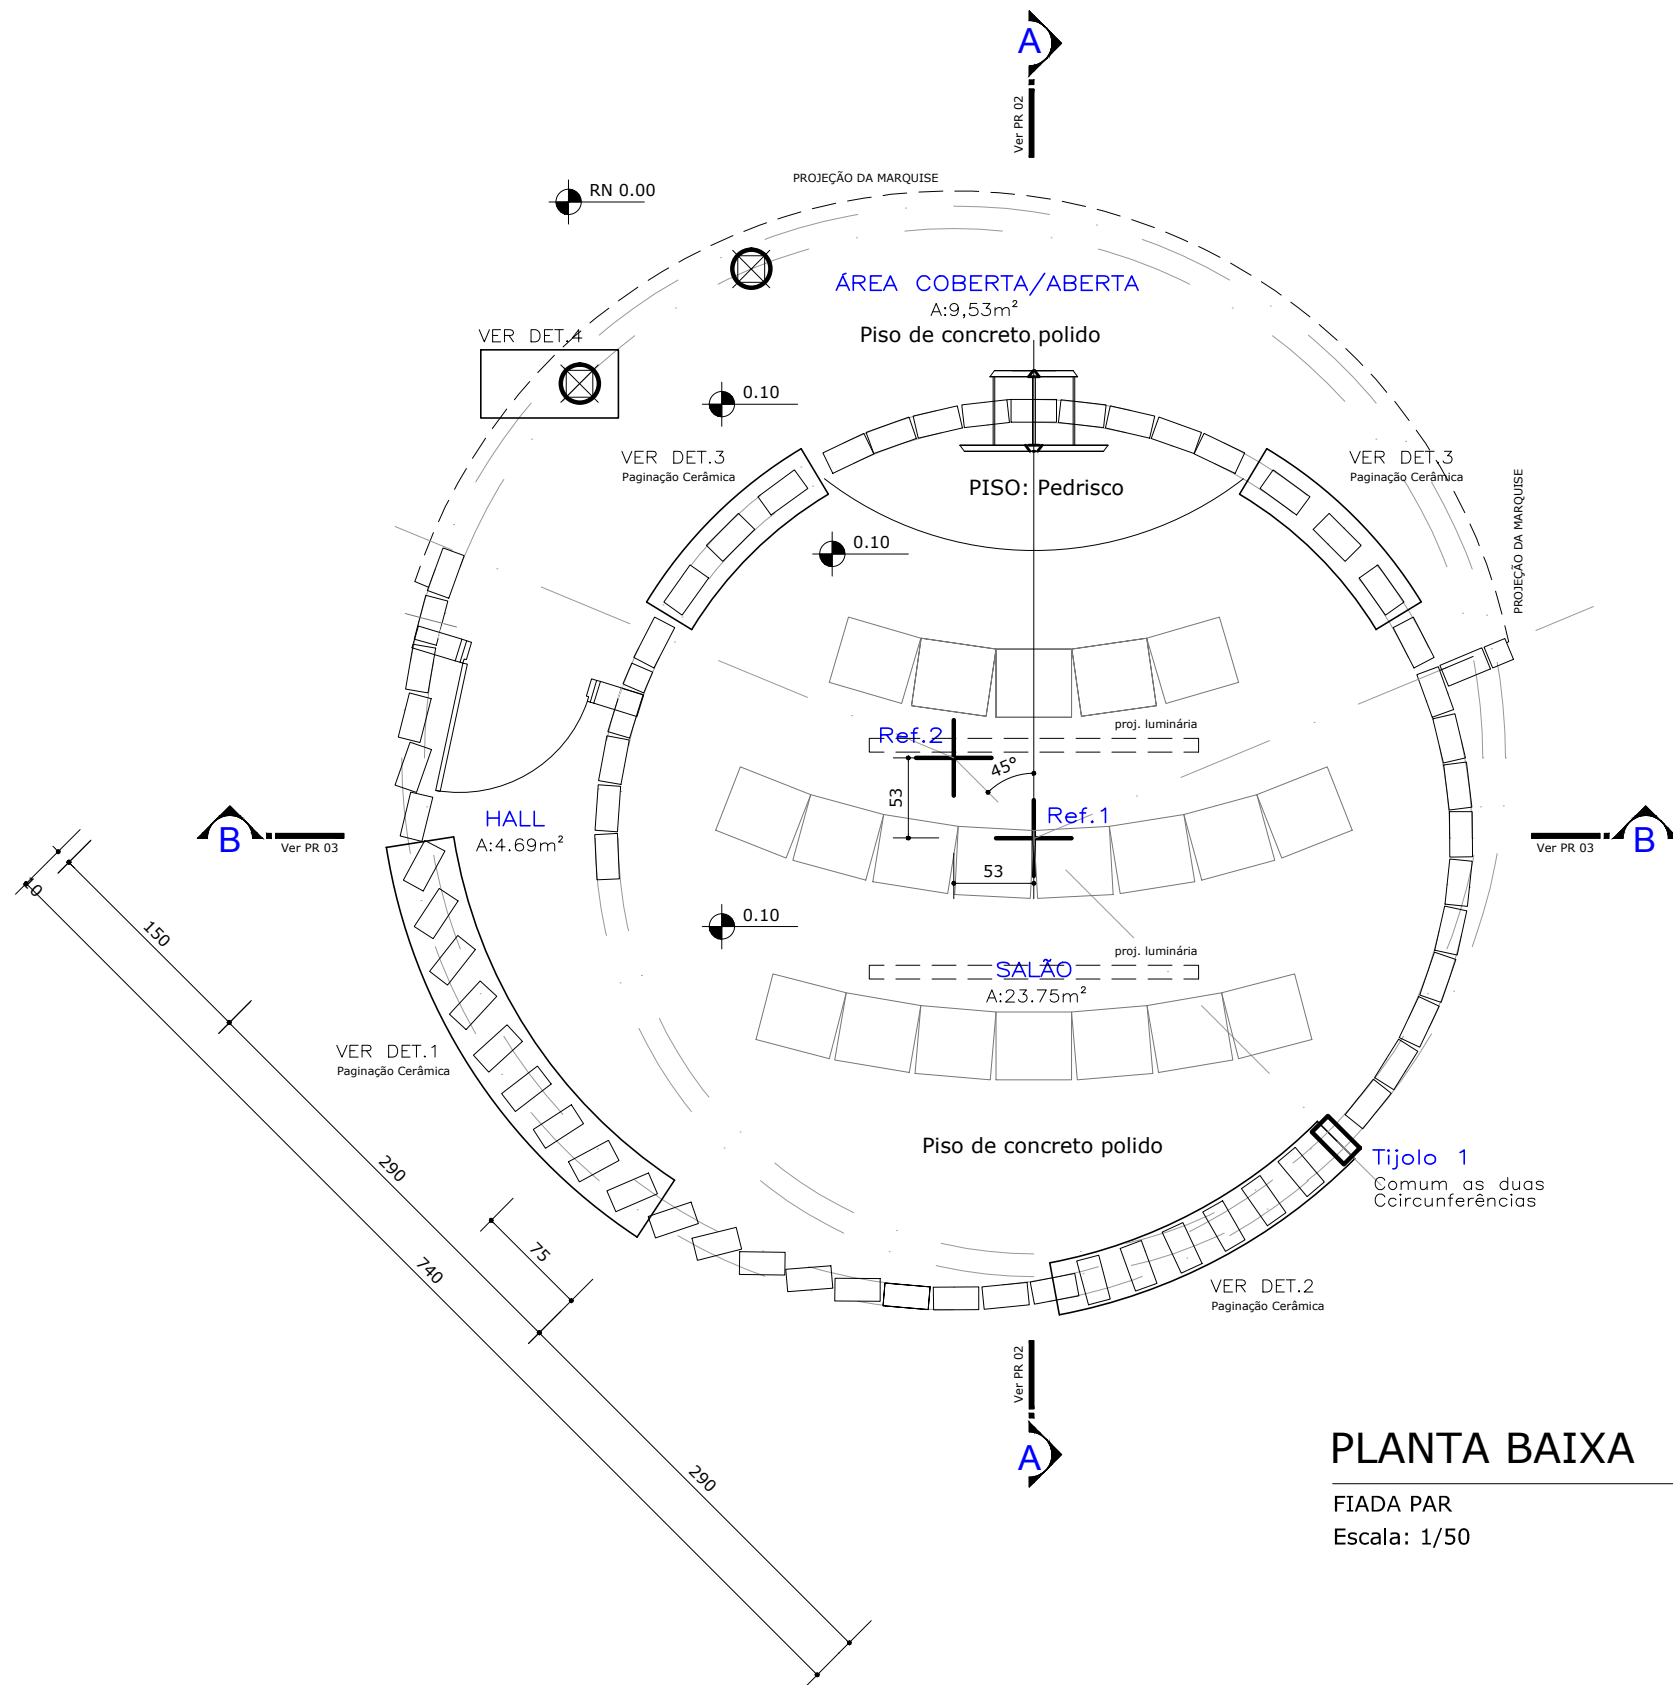 A
Ver PR 02
PROJEÇÃO DA MARQUISE
RN 0.00
ÁREA COBERTA/ABERTA
A:9,53m²
Piso de concreto polido
VER DET.4
0.10
VER DET.3
Paginação Cerâmica
VER DET.3
Paginação Cerâmica
PROJEÇÃO DA MARQUISE
PISO: Pedrisco
0.10
proj. luminária
Ref.2
45°
53
Ref.1
53
HALL
A:4.69m²
B
Ver PR 03
Ver PR 03
B
10
150
0.10
proj. luminária
SALÃO
A:23.75m²
VER DET.1
Paginação Cerâmica
Piso de concreto polido
Tijolo 1
Comum as duas
Ccircunferências
290
75
740
VER DET.2
Paginação Cerâmica
Ver PR 02
A
290
PLANTA BAIXA
FIADA PAR
Escala: 1/50